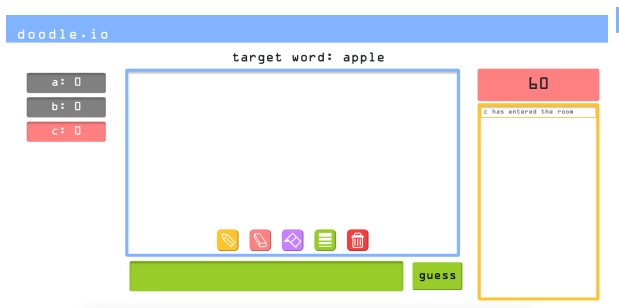 doodle.io
target word: apple
a: 0
b: 0
c: 0
60
c has entered the room
guess